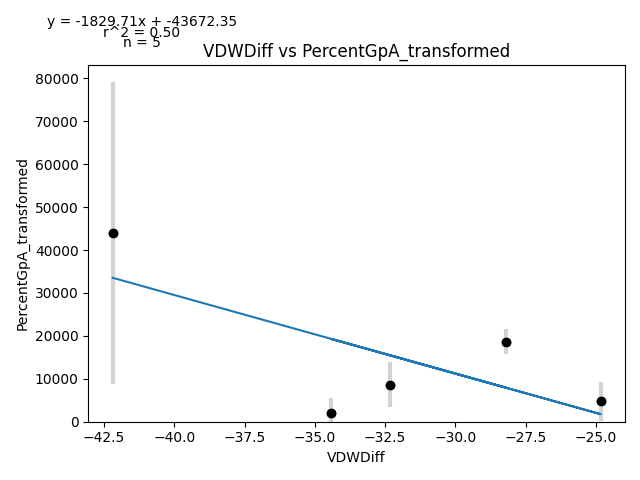 y = -1829.71x + -43672.35
r^2 = 0.50
n = 5
VDWDiff vs PercentGpA_transformed
80000
70000
60000
50000
40000
30000
20000
10000
0
PercentGpA_transformed
−42.5 −40.0 −37.5 −35.0 −32.5 −30.0 −27.5 −25.0
VDWDiff